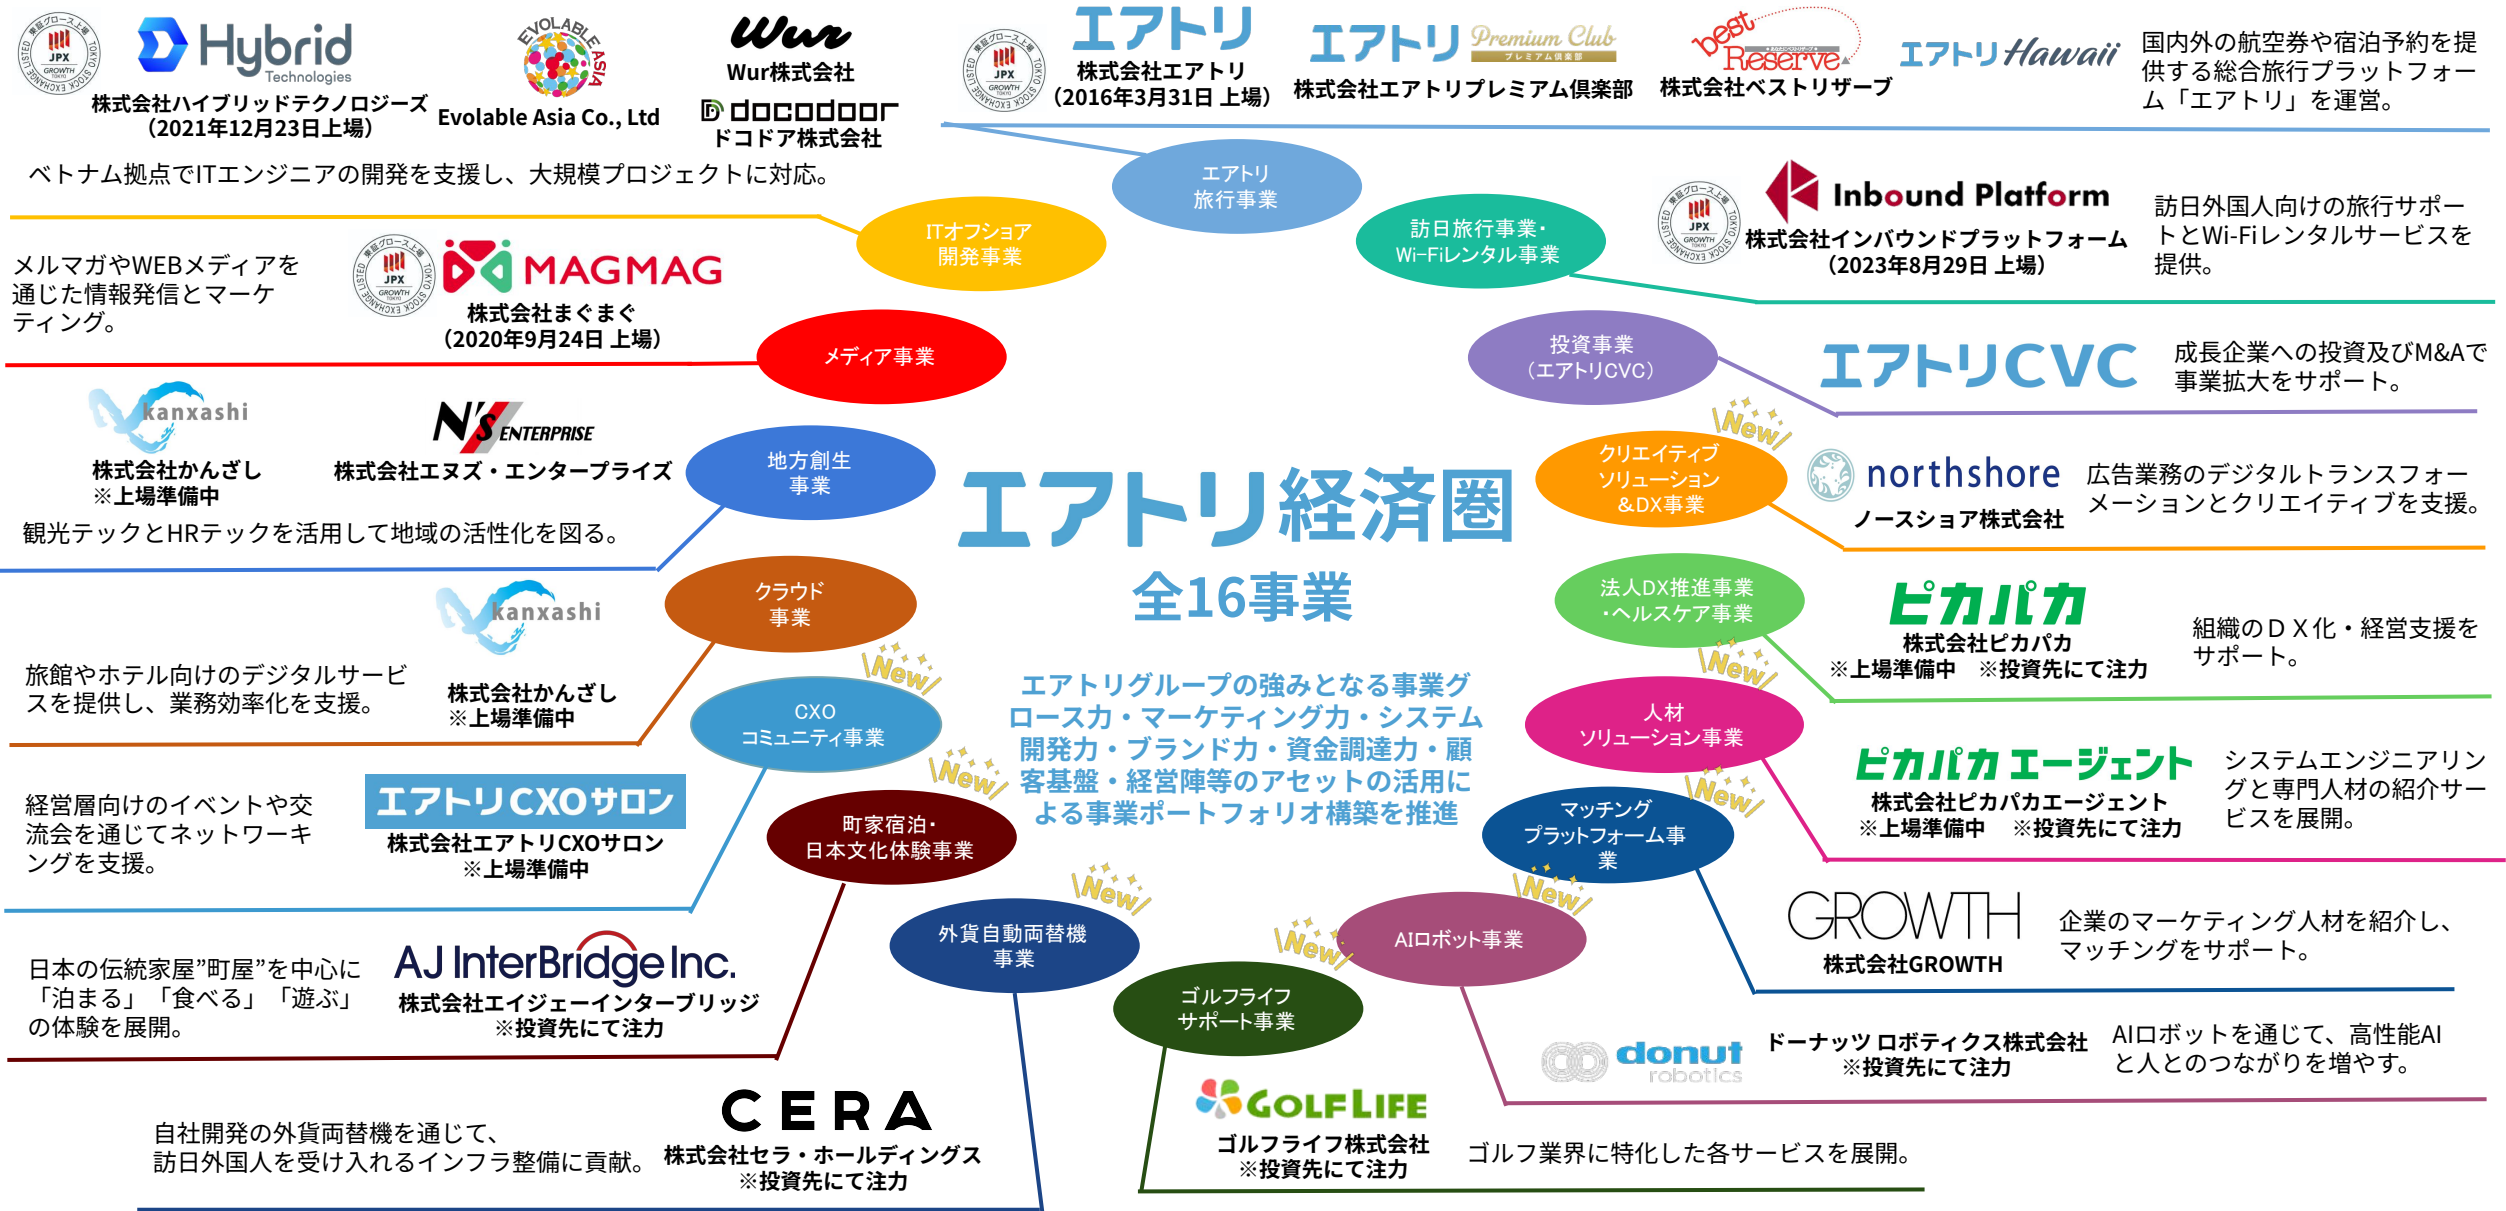 Hybrid
Technologies
株式会社ハイブリッドテクノロジーズ
（2021年12月23日上場）
EVOLABLE ASIA
Evolable Asia Co., Ltd
Wur
Wur株式会社
docodoor
ドコドア株式会社
ベトナム拠点でITエンジニアの開発を支援し、大規模プロジェクトに対応。
東証グロース上場
JPX
GROWTH
TOKYO
TOKYO STOCK EXCHANGE LISTED
エアトリ
株式会社エアトリ
（2016年3月31日 上場）
エアトリ Premium Club
プレミアム倶楽部
株式会社エアトリプレミアム倶楽部
best
Reserve
株式会社ベストリザーブ
エアトリ Hawaii
国内外の航空券や宿泊予約を提
供する総合旅行プラットフォー
ム「エアトリ」を運営。
エアトリ
旅行事業
ITオフショア
開発事業
訪日旅行事業・
Wi-Fiレンタル事業
JPX
GROWTH
TOKYO
Inbound Platform
株式会社インバウンドプラットフォーム
（2023年8月29日 上場）
訪日外国人向けの旅行サポー
トとWi-Fiレンタルサービスを
提供。
メルマガやWEBメディアを
通じた情報発信とマーケ
ティング。
JPX
GROWTH
TOKYO
MAGMAG
株式会社まぐまぐ
（2020年9月24日 上場）
メディア事業
投資事業
（エアトリCVC）
エアトリCVC
成長企業への投資及びM&Aで
事業拡大をサポート。
kanxashi
株式会社かんざし
※上場準備中
N'S ENTERPRISE
株式会社エヌズ・エンタープライズ
観光テックとHRテックを活用して地域の活性化を図る。
地方創生
事業
New
クリエイティブ
ソリューション
&DX事業
northshore
ノースショア株式会社
広告業務のデジタルトランスフォー
メーションとクリエイティブを支援。
エアトリ経済圏
全16事業
エアトリグループの強みとなる事業グ
ロース力・マーケティング力・システム
開発力・ブランド力・資金調達力・顧
客基盤・経営陣等のアセットの活用に
よる事業ポートフォリオ構築を推進
クラウド
事業
旅館やホテル向けのデジタルサービ
スを提供し、業務効率化を支援。
kanxashi
株式会社かんざし
※上場準備中
法人DX推進事業
・ヘルスケア事業
ピカパカ
株式会社ピカパカ
※上場準備中 ※投資先にて注力
組織のＤＸ化・経営支援を
サポート。
New
CXO
コミュニティ事業
経営層向けのイベントや交
流会を通じてネットワーキ
ングを支援。
エアトリCXOサロン
株式会社エアトリCXOサロン
※上場準備中
New
人材
ソリューション事業
ピカパカ エージェント
株式会社ピカパカエージェント
※上場準備中 ※投資先にて注力
システムエンジニアリン
グと専門人材の紹介サー
ビスを展開。
New
町家宿泊・
日本文化体験事業
日本の伝統家屋”町屋”を中心に
「泊まる」「食べる」「遊ぶ」
の体験を展開。
AJ InterBridge Inc.
株式会社エイジェーインターブリッジ
※投資先にて注力
New
マッチング
プラットフォーム事
業
GROWTH
株式会社GROWTH
企業のマーケティング人材を紹介し、
マッチングをサポート。
New
外貨自動両替機
事業
自社開発の外貨両替機を通じて、
訪日外国人を受け入れるインフラ整備に貢献。
CERA
株式会社セラ・ホールディングス
※投資先にて注力
New
AIロボット事業
donut
robotics
ドーナッツ ロボティクス株式会社
※投資先にて注力
AIロボットを通じて、高性能AI
と人とのつながりを増やす。
New
ゴルフライフ
サポート事業
GOLFLIFE
ゴルフライフ株式会社
※投資先にて注力
ゴルフ業界に特化した各サービスを展開。